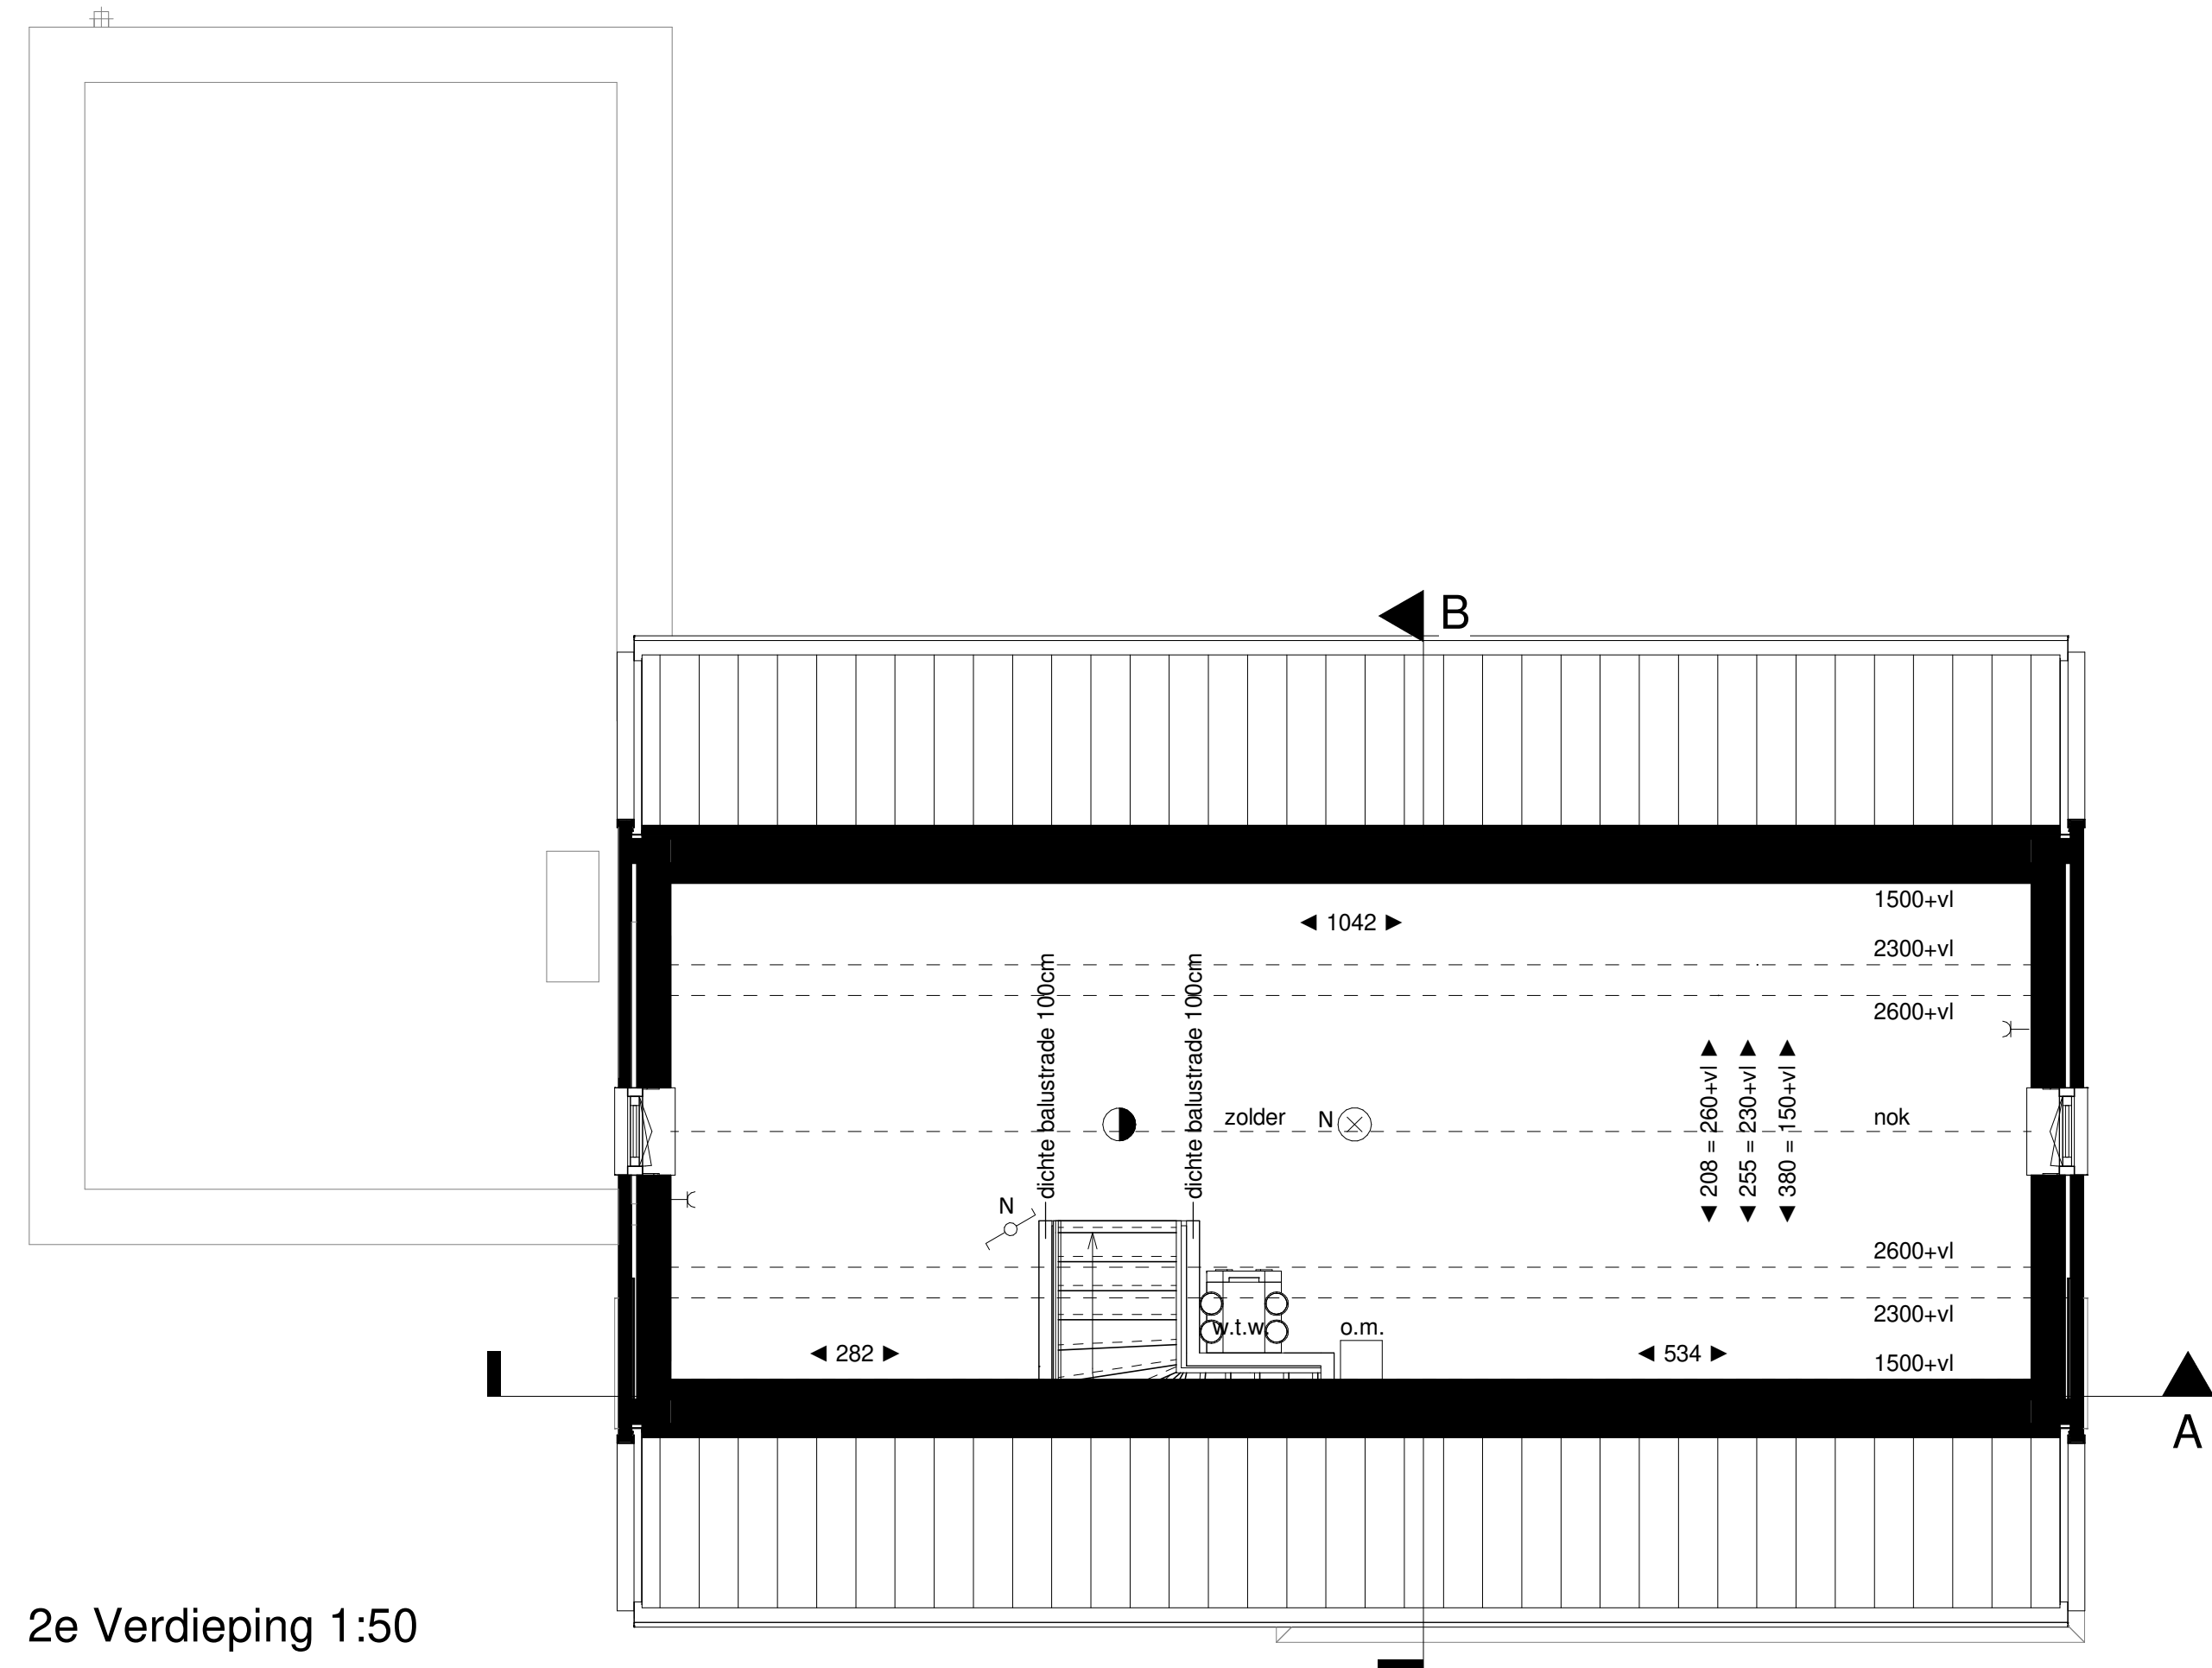 B
1500+vl
◄ 1042 ►
2300+vl
dichte balustrade 100cm
dichte balustrade 100cm
2600+vl
◄ 208 = 260+vl ►
◄ 255 = 230+vl ►
◄ 380 = 150+vl ►
zolder
N
nok
N
2600+vl
2300+vl
w.t.w.
o.m.
◄ 282 ►
◄ 534 ►
1500+vl
A
2e Verdieping 1:50